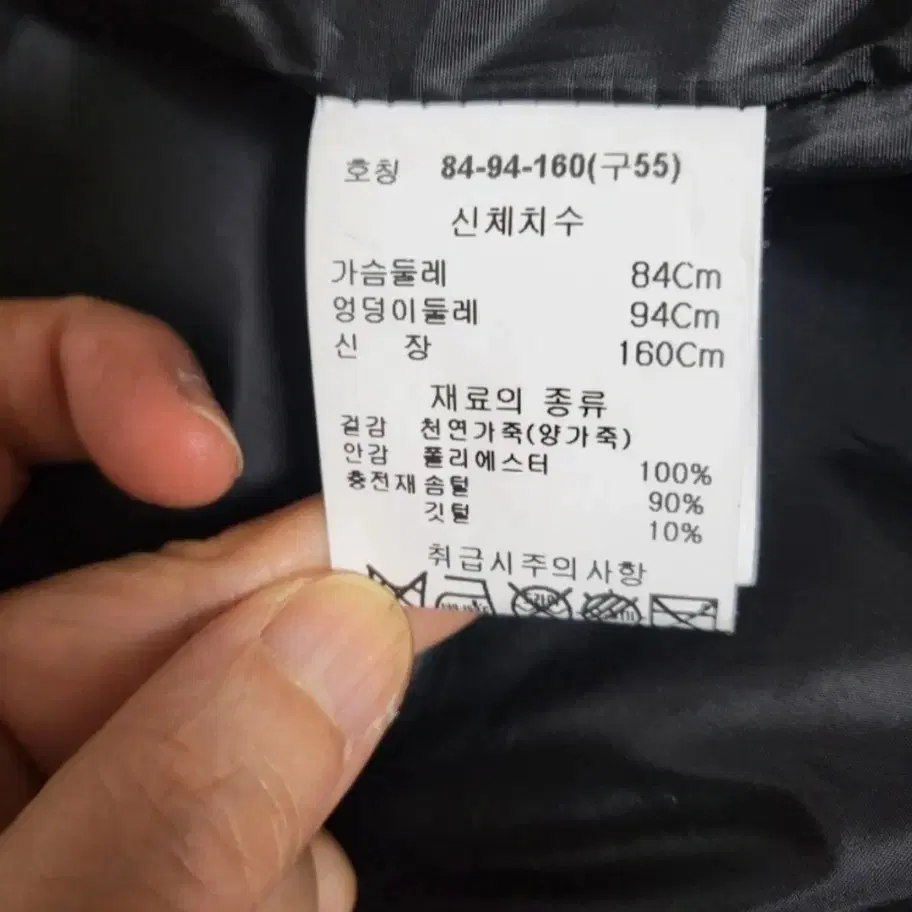 호칭 84-94-160(구55)
신체치수
가슴둘레 84Cm
엉덩이둘레 94Cm
신 장 160Cm
재료의 종류
겉감 천연가죽(양가죽)
안감 폴리에스터 100%
충전재 솜털 90%
깃털 10%
취급시주의사항